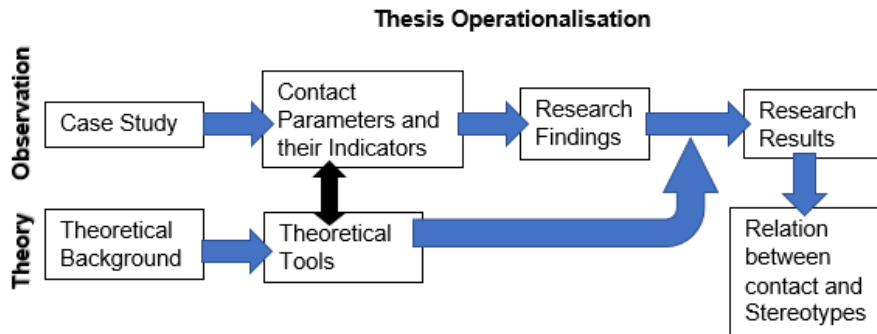 Thesis Operationalisation
Observation
Case Study
Contact
Parameters and
their Indicators
Research
Findings
Research
Results
Theory
Theoretical
Background
Theoretical
Tools
Relation
between
contact and
Stereotypes